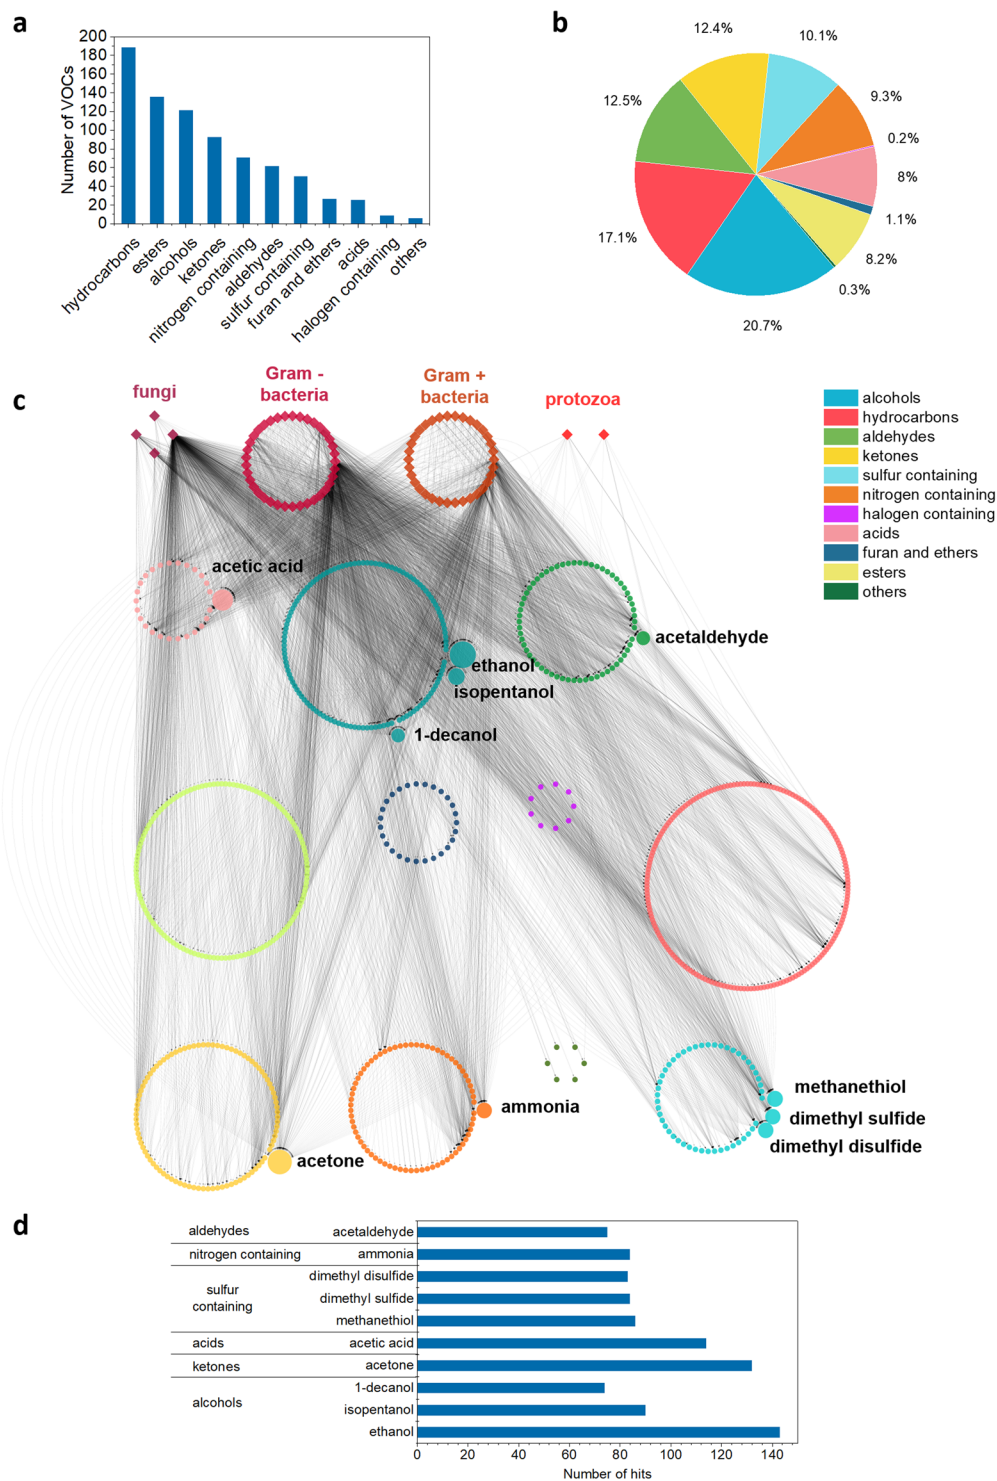 a
Number of VOCs
200
180
160
140
120
100
80
60
40
20
0
hydrocarbons
esters
alcohols
ketones
nitrogen containing
aldehydes
sulfur containing
furan and ethers
acids
halogen containing
others
b
12.4%
10.1%
9.3%
0.2%
8%
1.1%
8.2%
0.3%
20.7%
17.1%
12.5%
c
fungi
Gram -
bacteria
Gram +
bacteria
protozoa
alcohols
hydrocarbons
aldehydes
ketones
sulfur containing
nitrogen containing
halogen containing
acids
furan and ethers
esters
others
acetic acid
acetaldehyde
ethanol
isopentanol
1-decanol
methanethiol
dimethyl sulfide
dimethyl disulfide
ammonia
acetone
d
aldehydes acetaldehyde
nitrogen containing ammonia
sulfur
containing
dimethyl disulfide
dimethyl sulfide
methanethiol
acids acetic acid
ketones acetone
alcohols
1-decanol
isopentanol
ethanol
0 20 40 60 80 100 120 140
Number of hits